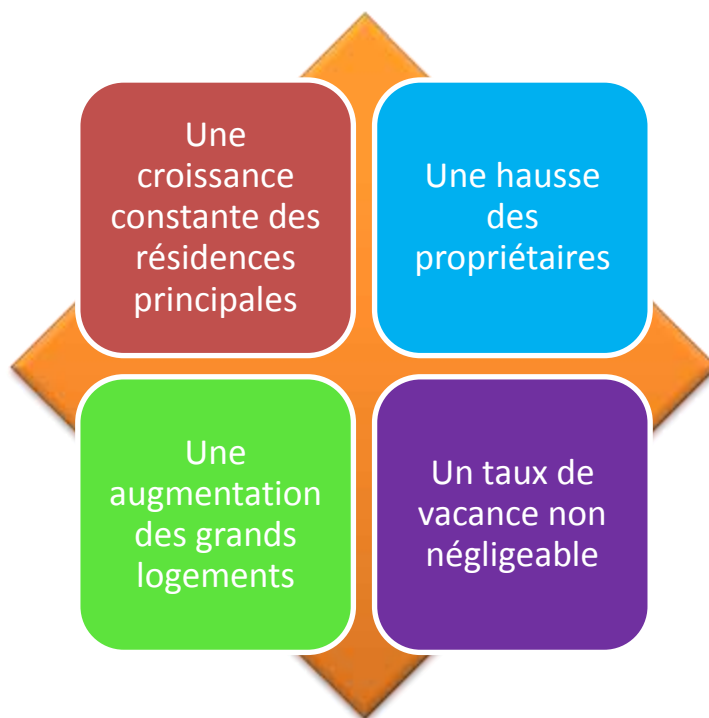 Une
croissance
constante des
résidences
principales
Une hausse
des
propriétaires
Une
augmentation
des grands
logements
Un taux de
vacance non
négligeable